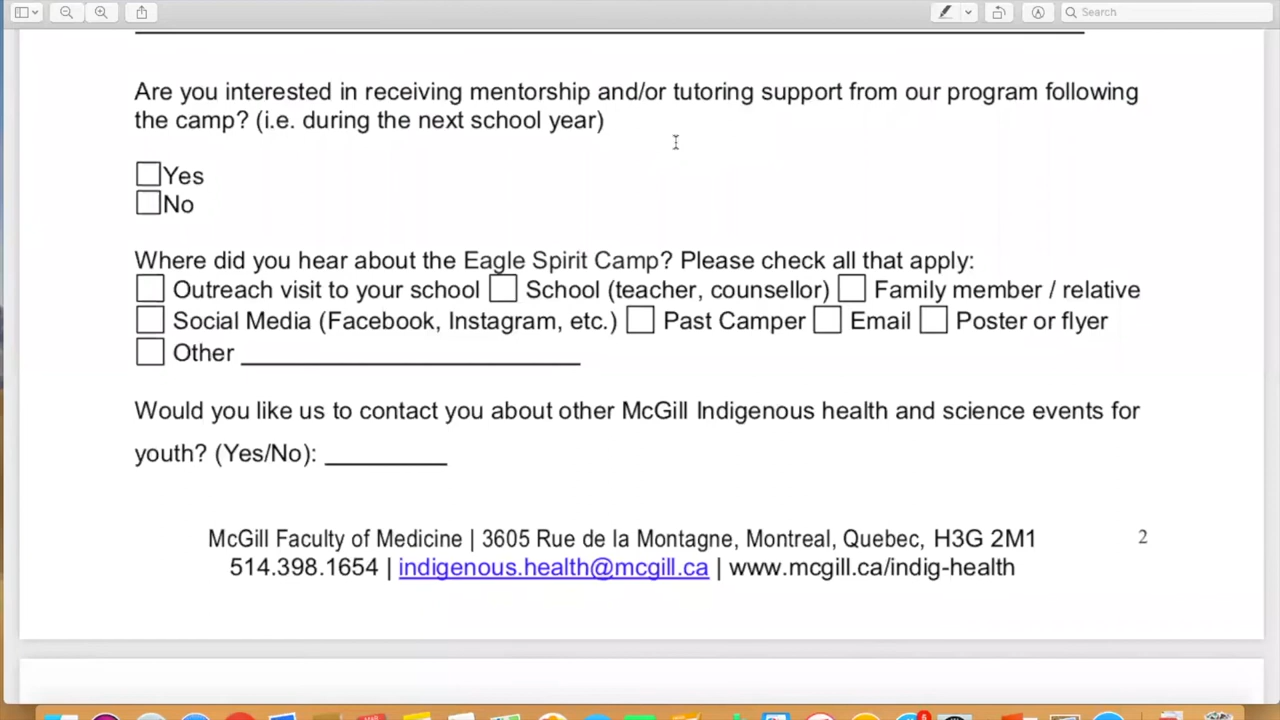 Search
Are you interested in receiving mentorship and/or tutoring support from our program following
the camp? (i.e. during the next school year)
Yes
No
Where did you hear about the Eagle Spirit Camp? Please check all that apply:
Outreach visit to your school School (teacher, counsellor) Family member / relative
Social Media (Facebook, Instagram, etc.) Past Camper Email Poster or flyer
Other
Would you like us to contact you about other McGill Indigenous health and science events for
youth? (Yes/No):
McGill Faculty of Medicine | 3605 Rue de la Montagne, Montreal, Quebec, H3G 2M1
2
514.398.1654 | indigenous.health@mcgill.ca | www.mcgill.ca/indig-health